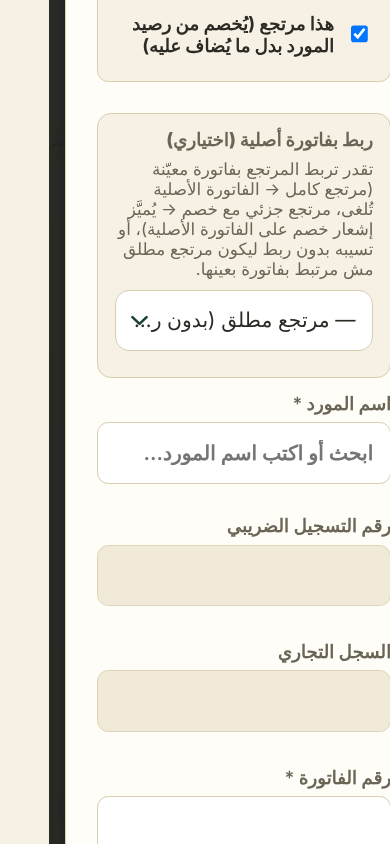 هذا مرتجع (يُخصم من رصيد
المورد بدل ما يُضاف عليه)
ربط بفاتورة أصلية (اختياري)
تقدر تربط المرتجع بفاتورة معيّنة
(مرتجع كامل → الفاتورة الأصلية
تُلغى، مرتجع جزئي مع خصم → يُميَّز
إشعار خصم على الفاتورة الأصلية)، أو
تسيبه بدون ربط ليكون مرتجع مطلق
مش مرتبط بفاتورة بعينها.
— مرتجع مطلق (بدون ر...
اسم المورد *
ابحث أو اكتب اسم المورد...
رقم التسجيل الضريبي
السجل التجاري
رقم الفاتورة *